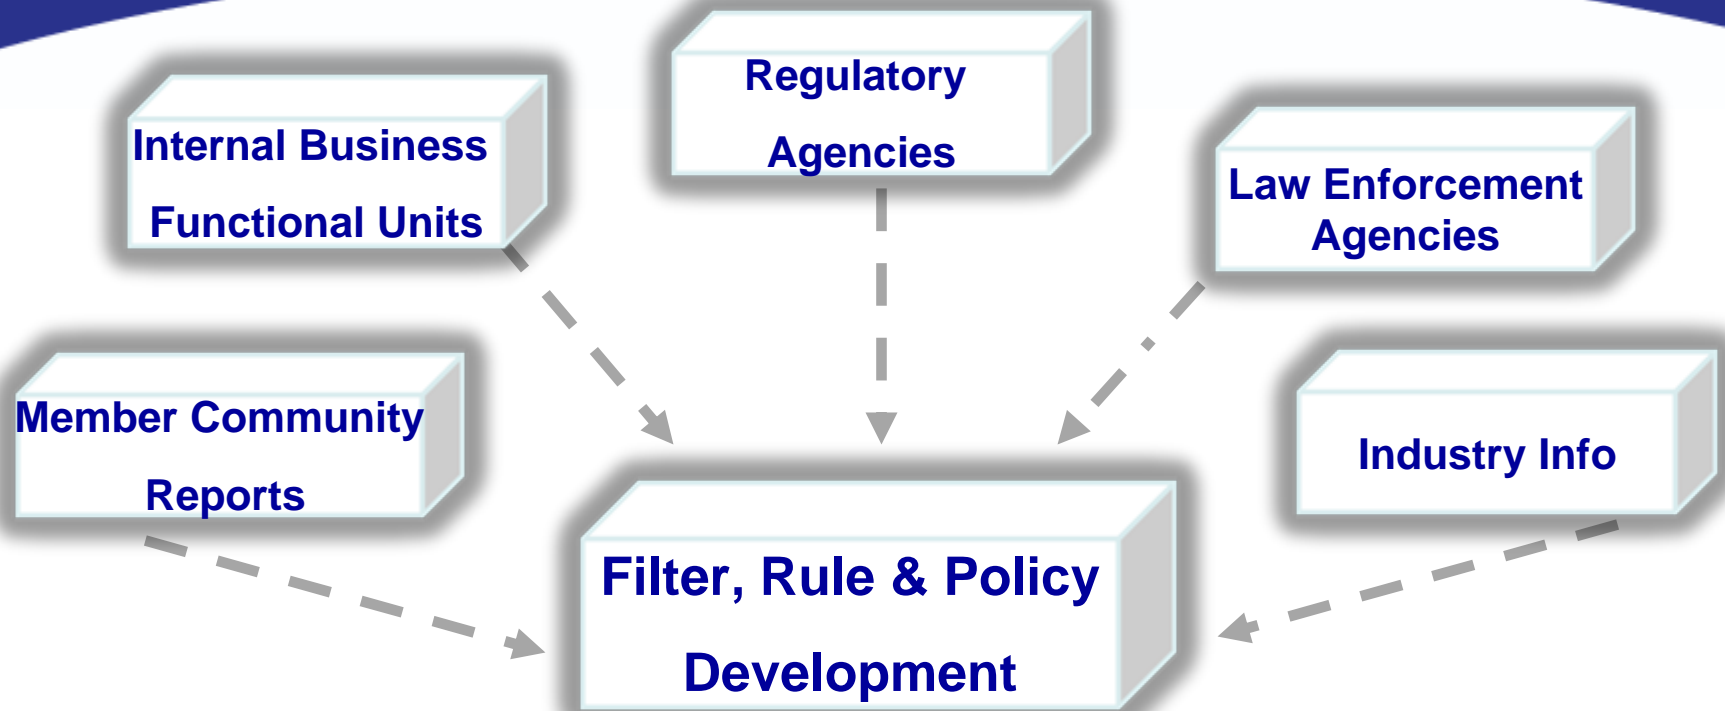 Regulatory
Agencies
Internal Business
Functional Units
Law Enforcement
Agencies
Member Community
Reports
Industry Info
Filter, Rule & Policy
Development